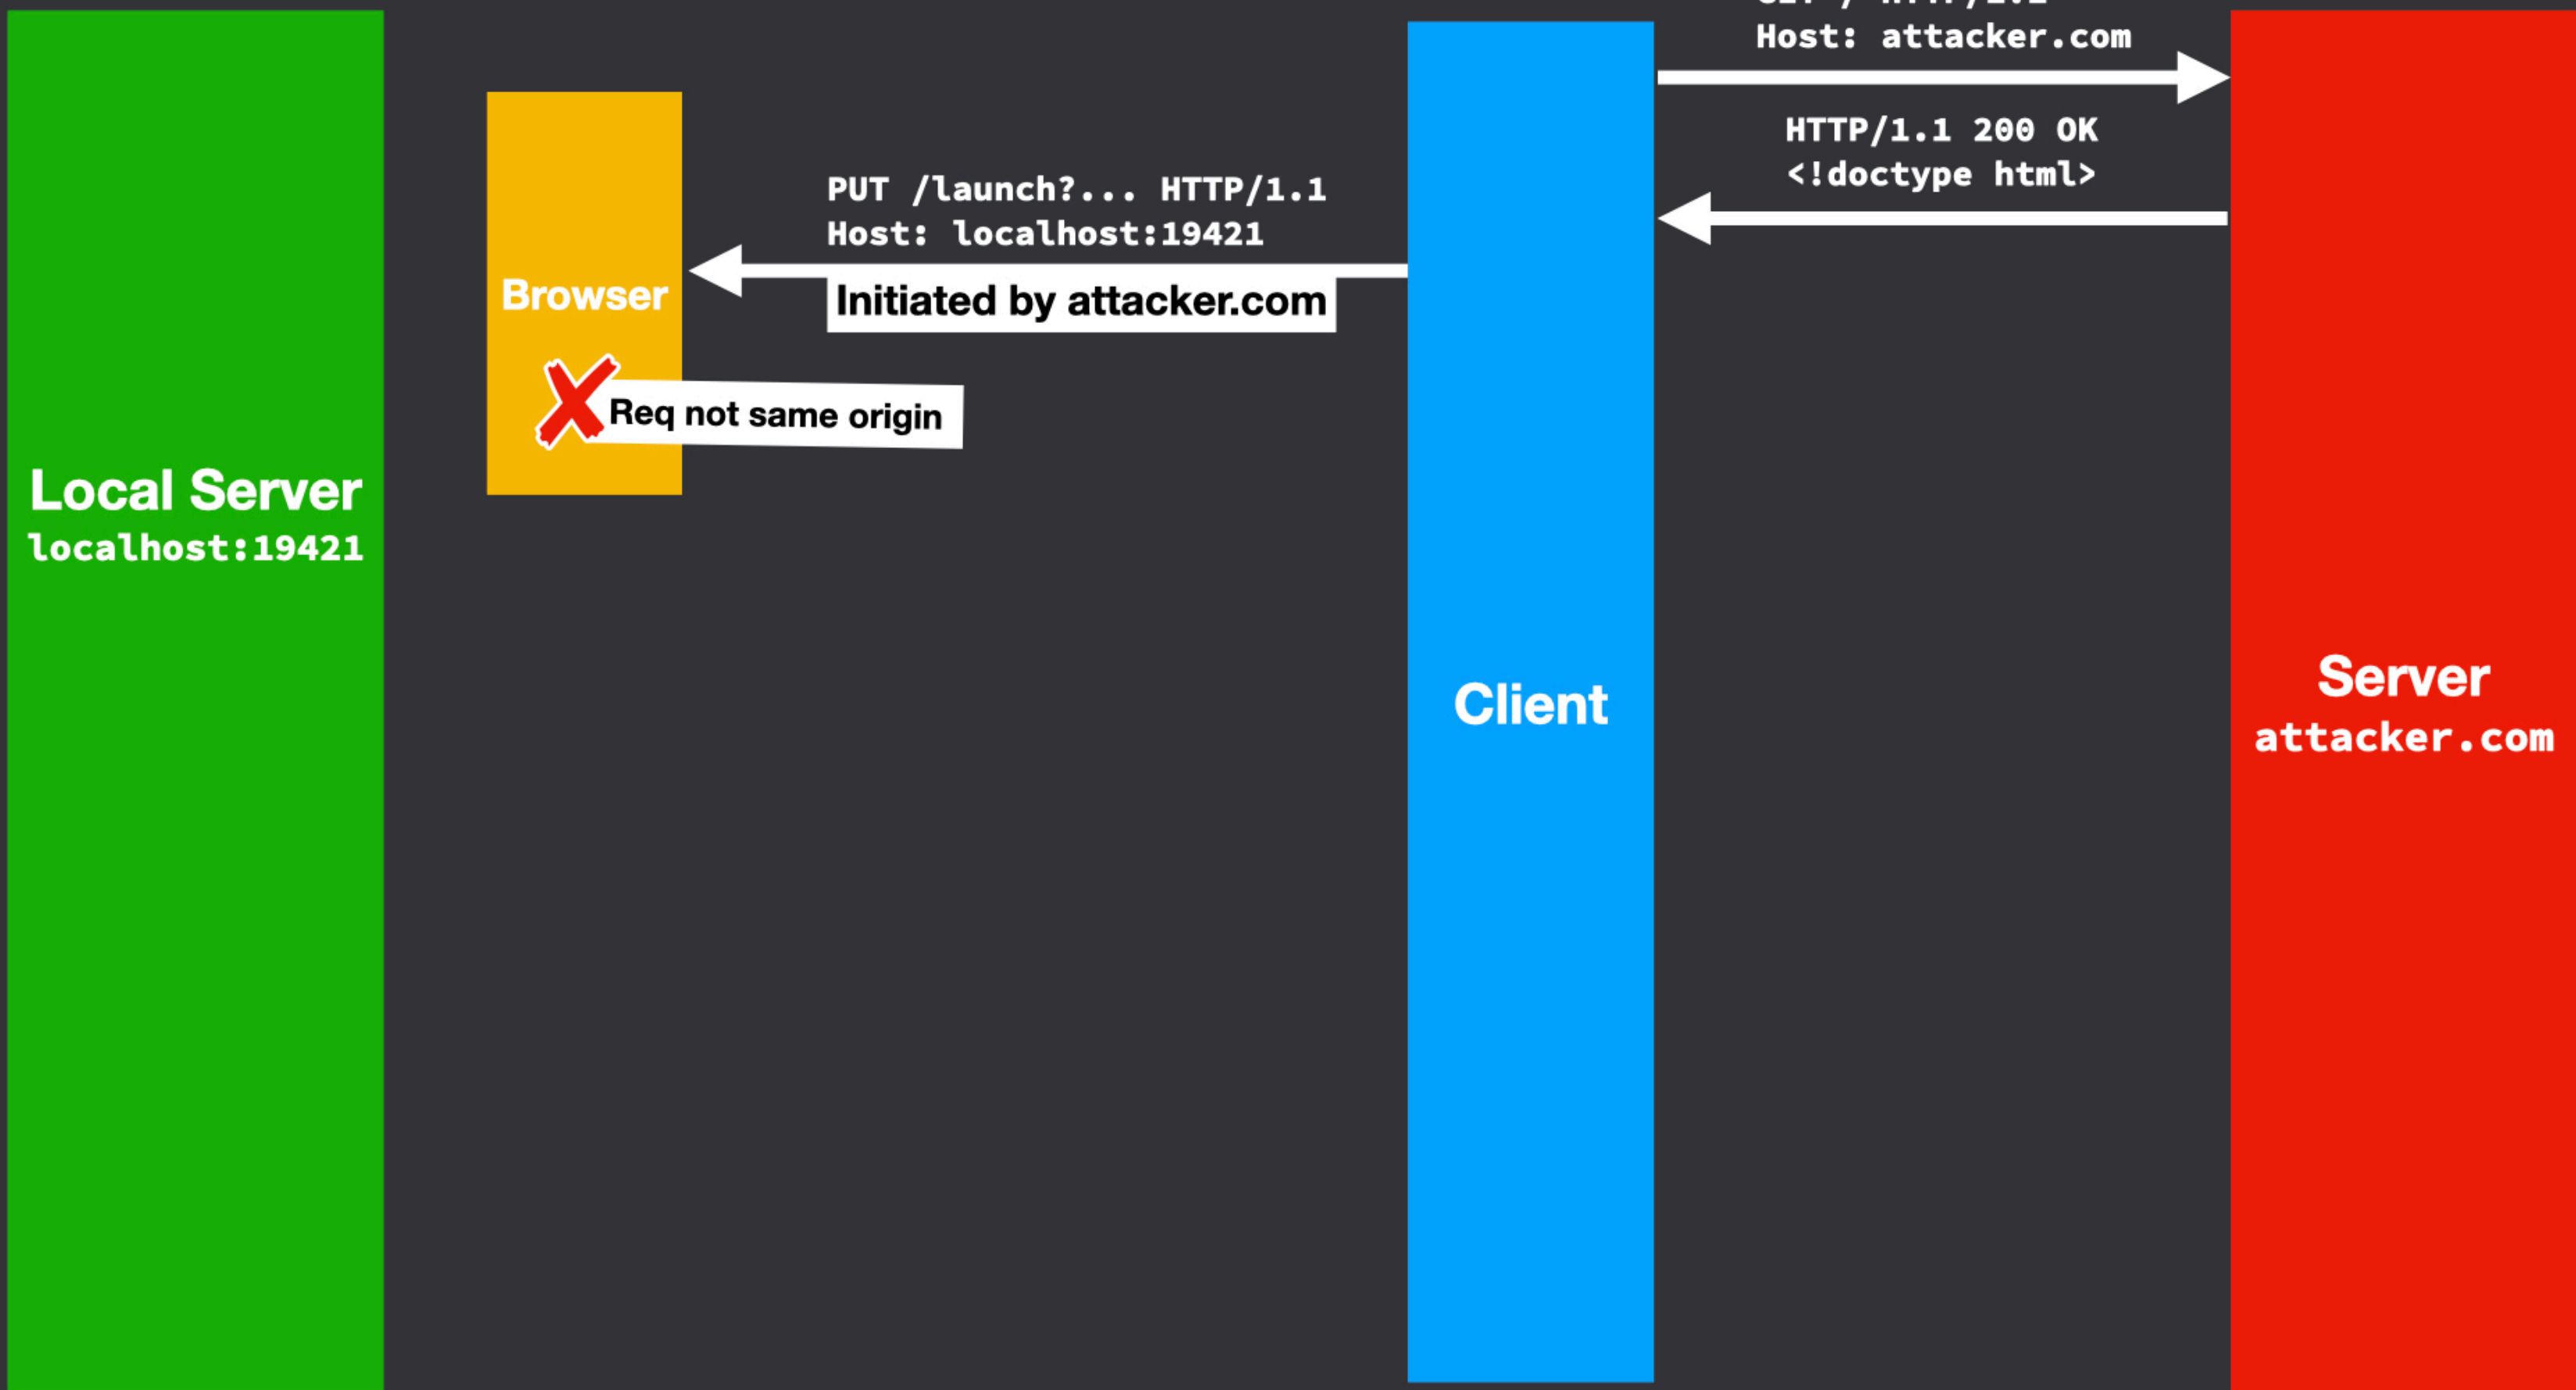 Host: attacker.com
HTTP/1.1 200 OK
<!doctype html>
PUT /launch?... HTTP/1.1
Host: localhost:19421
Initiated by attacker.com
Browser
Req not same origin
Local Server
localhost:19421
Client
Server
attacker.com